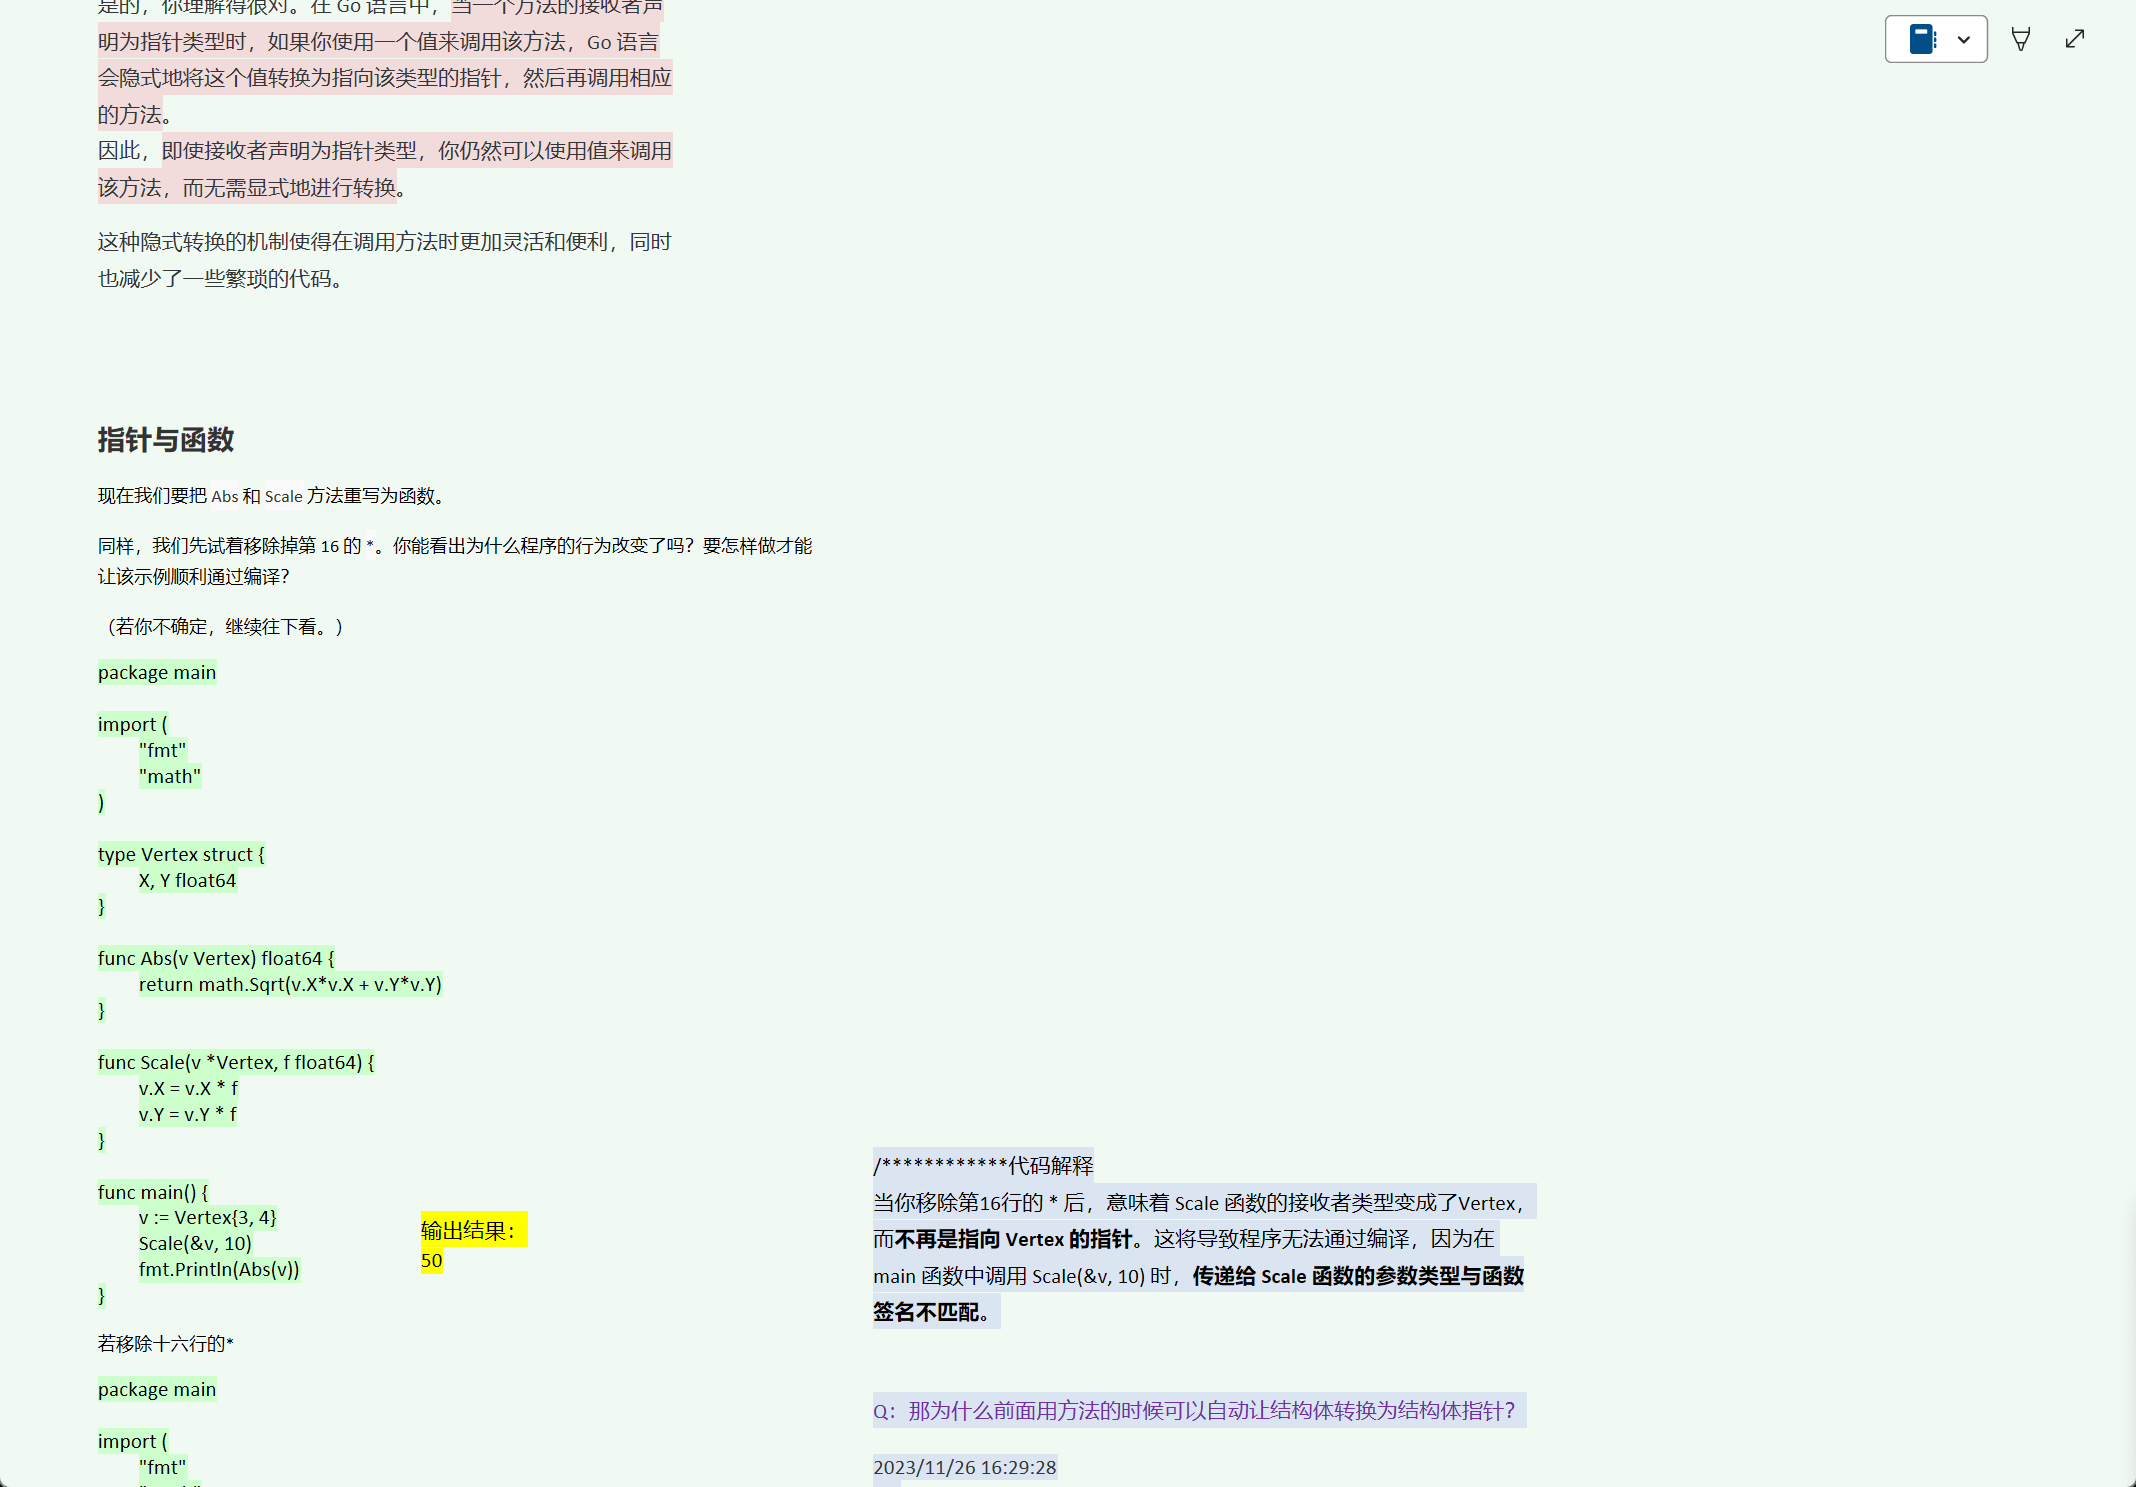 是的，你理解得很对。在 Go 语言中，当一个方法的接收者声
明为指针类型时，如果你使用一个值来调用该方法，Go 语言
会隐式地将这个值转换为指向该类型的指针，然后再调用相应
的方法。
因此，即使接收者声明为指针类型，你仍然可以使用值来调用
该方法，而无需显式地进行转换。
这种隐式转换的机制使得在调用方法时更加灵活和便利，同时
也减少了一些繁琐的代码。
指针与函数
现在我们要把 Abs 和 Scale 方法重写为函数。
同样，我们先试着移除掉第 16 的 *。你能看出为什么程序的行为改变了吗？要怎样做才能
让该示例顺利通过编译？
（若你不确定，继续往下看。）
package main
import (
"fmt"
"math"
)
type Vertex struct {
X, Y float64
}
func Abs(v Vertex) float64 {
return math.Sqrt(v.X*v.X + v.Y*v.Y)
}
func Scale(v *Vertex, f float64) {
v.X = v.X * f
v.Y = v.Y * f
}
func main() {
v := Vertex{3, 4}
Scale(&v, 10)
fmt.Println(Abs(v))
}
输出结果：
50
若移除十六行的*
package main
import (
"fmt"
/************代码解释
当你移除第16行的 * 后，意味着 Scale 函数的接收者类型变成了Vertex，
而不再是指向 Vertex 的指针。这将导致程序无法通过编译，因为在
main 函数中调用 Scale(&v, 10) 时，传递给 Scale 函数的参数类型与函数
签名不匹配。
Q：那为什么前面用方法的时候可以自动让结构体转换为结构体指针？
2023/11/26 16:29:28